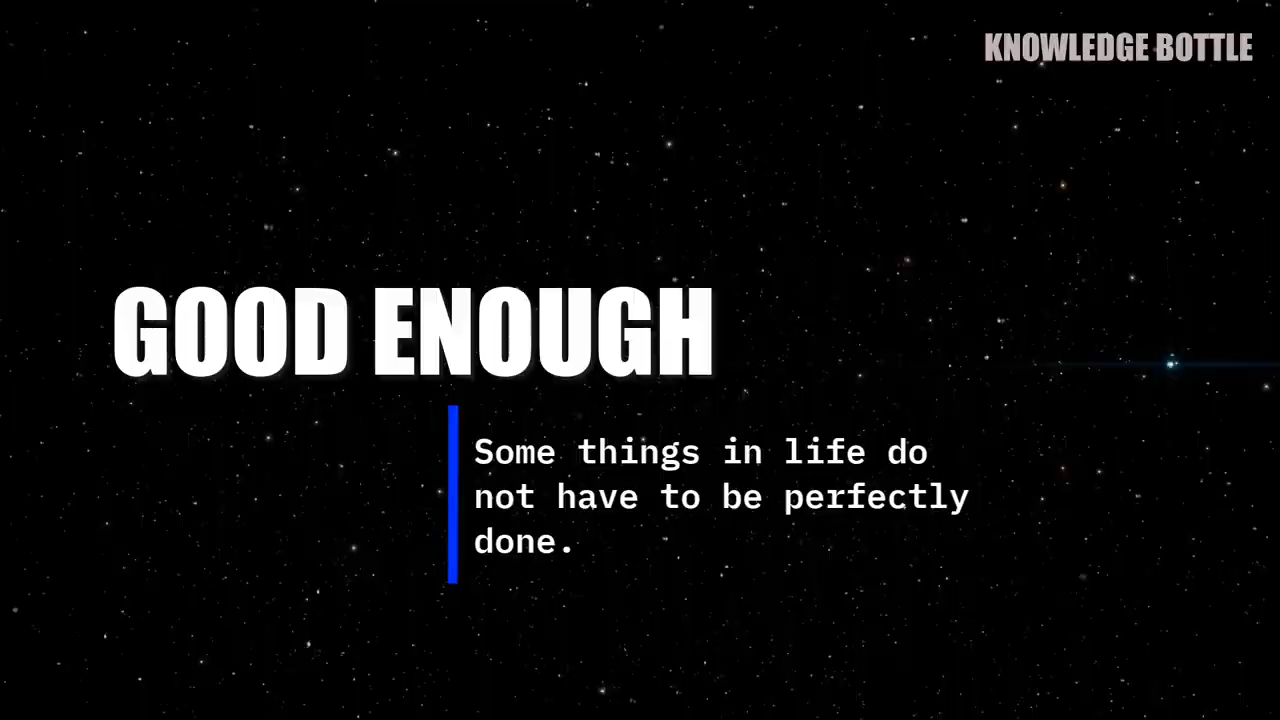 KNOWLEDGE BOTTLE
GOOD ENOUGH
Some things in life do
not have to be perfectly
done.